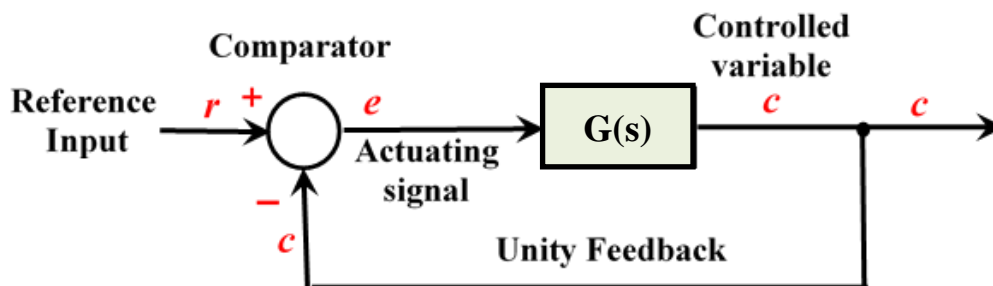 Comparator
Controlled
variable
Reference
Input
r + e c c
G(s)
Actuating
signal
−
c
Unity Feedback